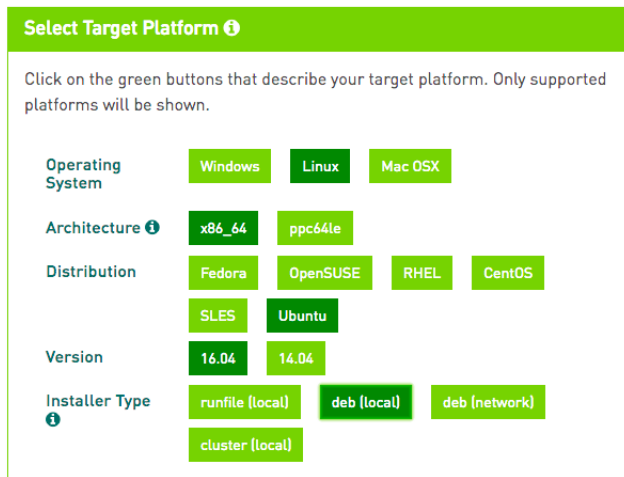 Select Target Platform
Click on the green buttons that describe your target platform. Only supported
platforms will be shown.
Operating
System
Windows Linux Mac OSX
Architecture x86_64 ppc64le
Distribution Fedora OpenSUSE RHEL CentOS
SLES Ubuntu
Version 16.04 14.04
Installer Type runfile (local) deb (local) deb (network)
cluster (local)